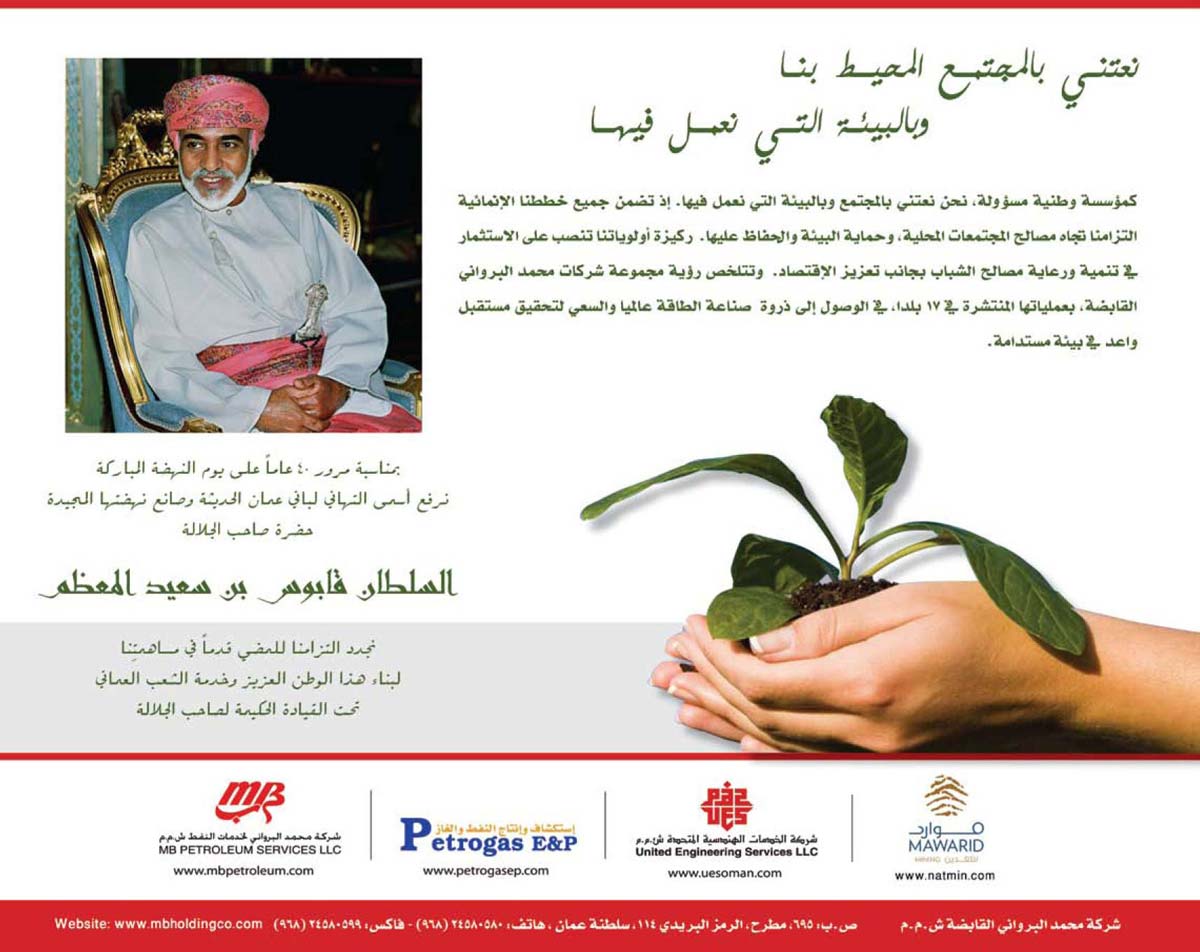 نعتني بالمجتمع المحيط بنا
وبالبيئة التي نعمل فيها
كمؤسسة وطنية مسؤولة، نحن نعتني بالمجتمع وبالبيئة التي نعمل فيها. إذ تضمن جميع خططنا الإنمائية
التزامنا تجاه مصالح المجتمعات المحلية، وحماية البيئة والحفاظ عليها. ركيزة أولوياتنا تنصب على الاستثمار
في تنمية ورعاية مصالح الشباب بجانب تعزيز الإقتصاد. وتتلخص رؤية مجموعة شركات محمد البرواني
القابضة، بعملياتها المنتشرة في ١٧ بلدا، في الوصول إلى ذروة صناعة الطاقة عالميا والسعي لتحقيق مستقبل
واعد في بيئة مستدامة.
بمناسبة مرور ٤٠ عاماً على يوم النهضة المباركة
نرفع أسمى التهاني لباني عمان الحديثة وصانع نهضتها المجيدة
حضرة صاحب الجلالة
السلطان قابوس بن سعيد المعظم
نجدد التزامنا للمضي قدماً في مساهمتِنا
لبناء هذا الوطن العزيز وخدمة الشعب العماني
تحت القيادة الحكيمة لصاحب الجلالة
MB
شركة محمد البرواني لخدمات النفط ش.م.م
MB PETROLEUM SERVICES LLC
www.mbpetroleum.com
إستكشاف وإنتاج النفط والغاز
Petrogas E&P
www.petrogasep.com
UES
شركة الخدمات الهندسية المتحدة ش.م.م
United Engineering Services LLC
www.uesoman.com
موارد
MAWARID
MINING للتعدين
www.natmin.com
شركة محمد البرواني القابضة ش.م.م ص.ب: ٦٩٥، مطرح، الرمز البريدي ١١٤، سلطنة عمان، هاتف: ٢٤٥٨٠٥٨٠ (٩٦٨) - فاكس: ٢٤٥٨٠٥٩٩ (٩٦٨) Website: www.mbholdingco.com